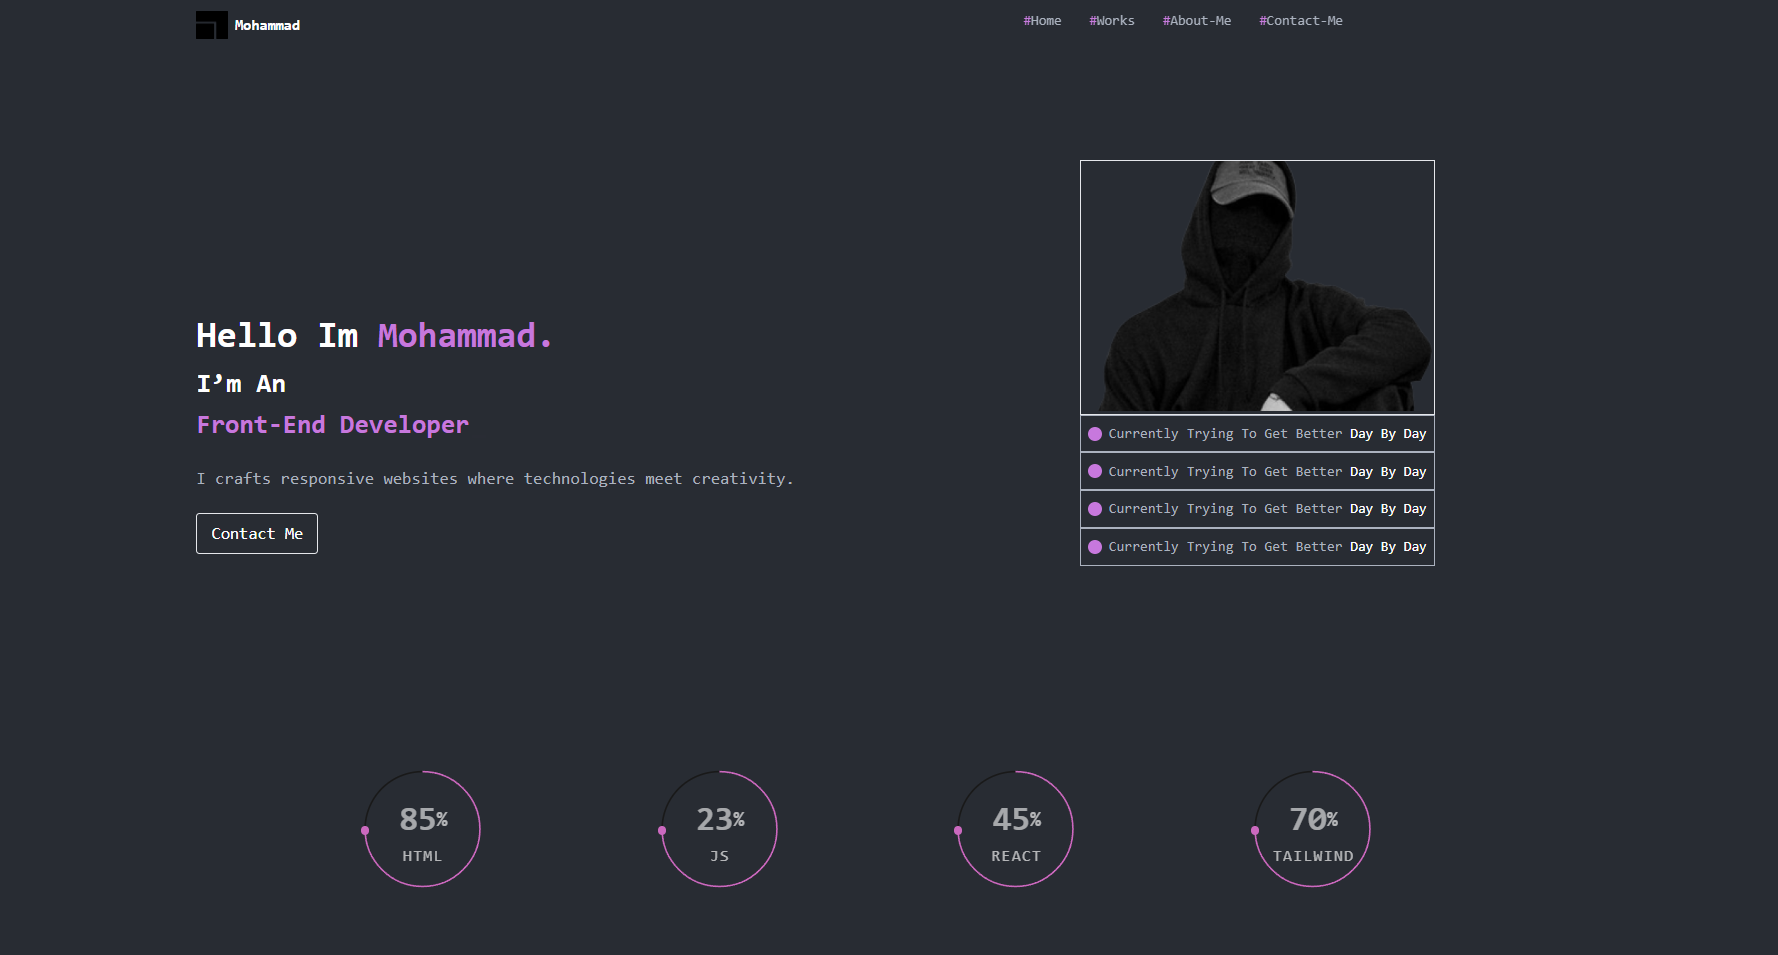 Mohammad
#Home #Works #About-Me #Contact-Me
Hello Im Mohammad.
I’m An
Front-End Developer
I crafts responsive websites where technologies meet creativity.
Contact Me
Currently Trying To Get Better Day By Day
Currently Trying To Get Better Day By Day
Currently Trying To Get Better Day By Day
Currently Trying To Get Better Day By Day
85%
HTML
23%
JS
45%
REACT
70%
TAILWIND